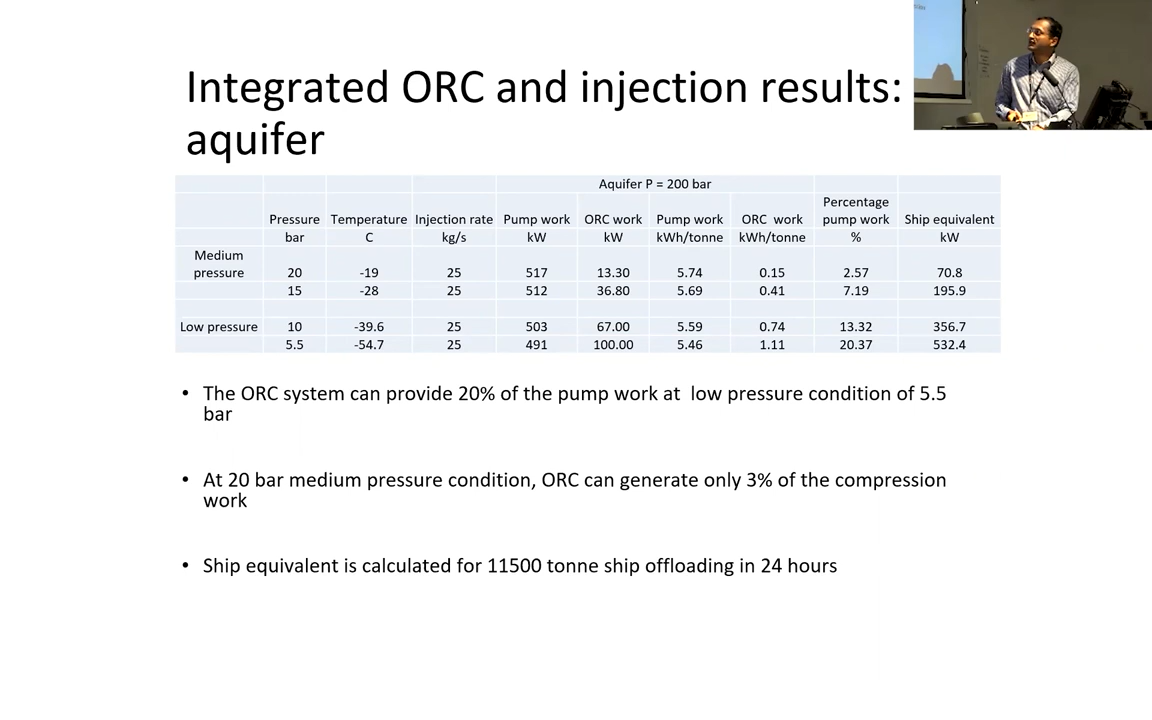 Integrated ORC and injection results:
aquifer
Aquifer P = 200 bar
Pressure Temperature Injection rate Pump work ORC work Pump work ORC  work Percentage pump work Ship equivalent
bar C kg/s kW kW kWh/tonne kWh/tonne % kW
Medium pressure 20 -19 25 517 13.30 5.74 0.15 2.57 70.8
15 -28 25 512 36.80 5.69 0.41 7.19 195.9
Low pressure 10 -39.6 25 503 67.00 5.59 0.74 13.32 356.7
5.5 -54.7 25 491 100.00 5.46 1.11 20.37 532.4
• The ORC system can provide 20% of the pump work at  low pressure condition of 5.5
bar
• At 20 bar medium pressure condition, ORC can generate only 3% of the compression
work
• Ship equivalent is calculated for 11500 tonne ship offloading in 24 hours